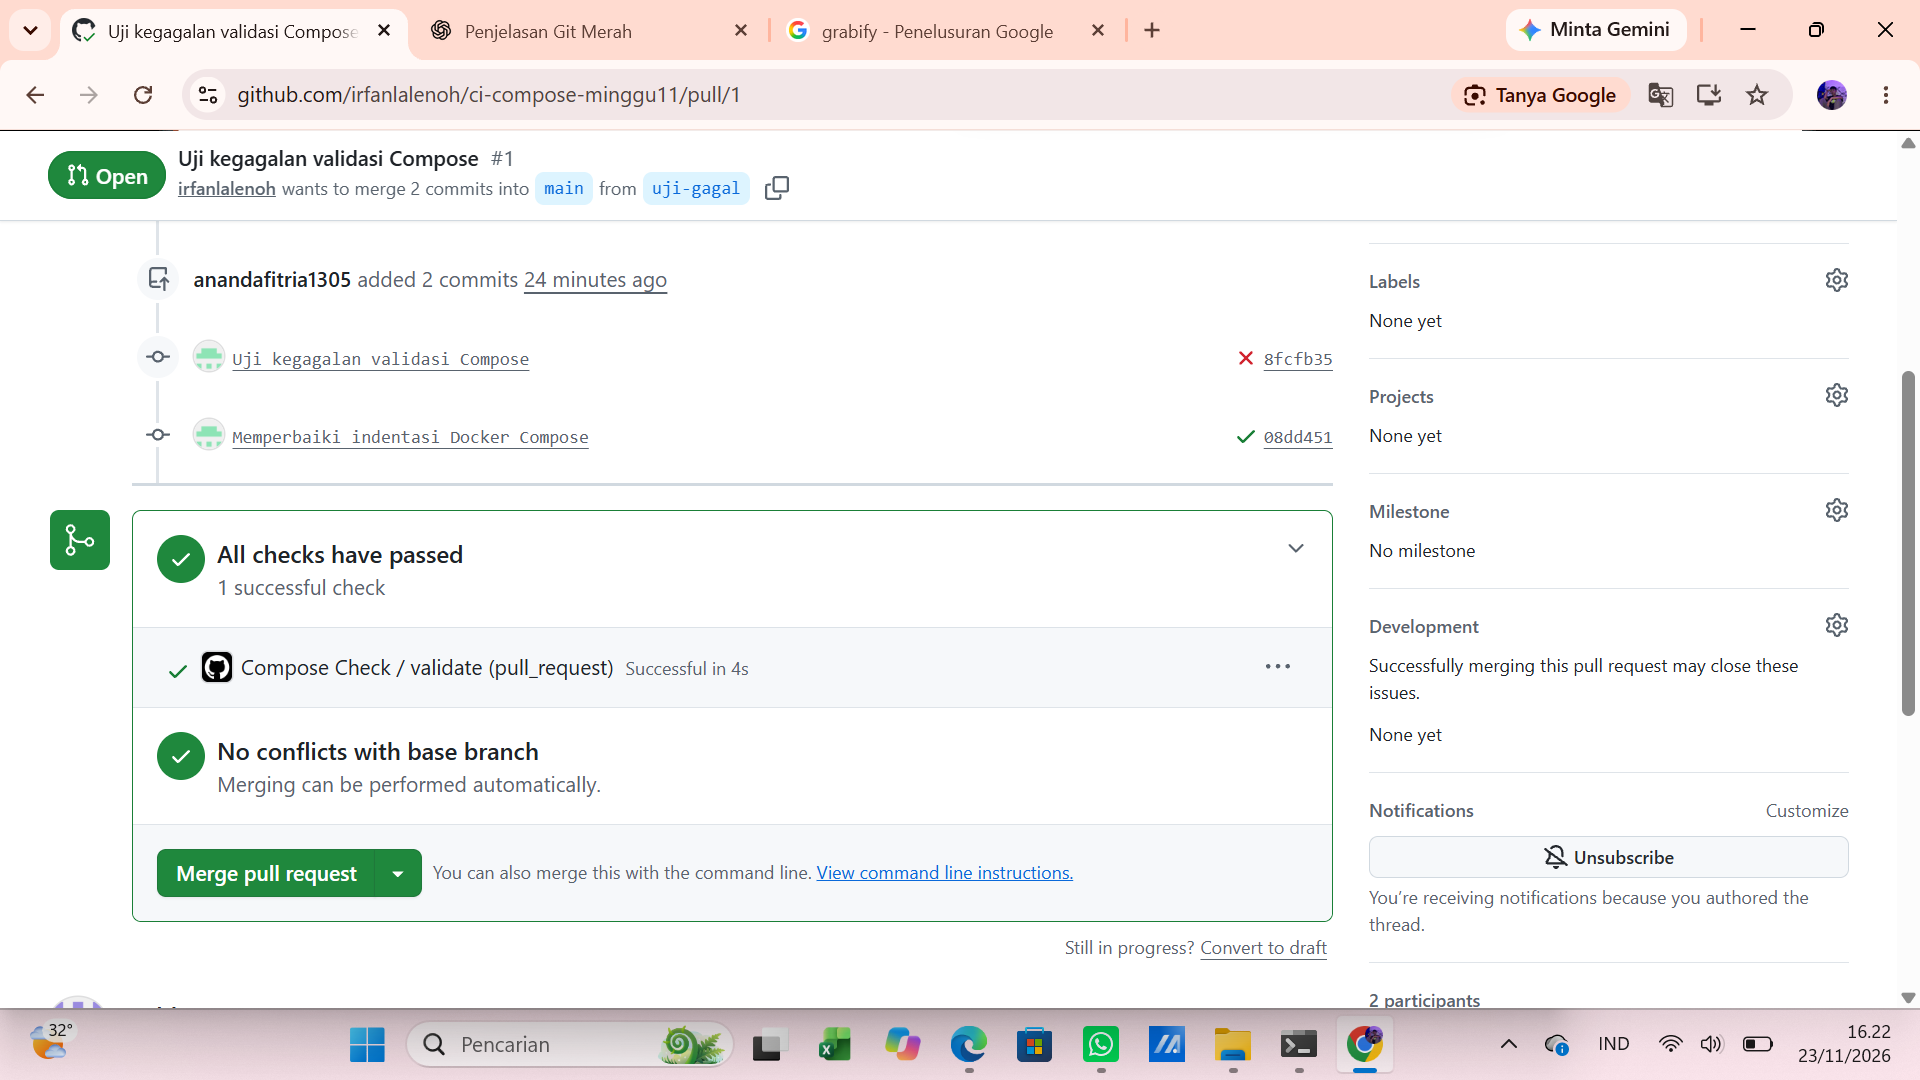 Uji kegagalan validasi Compose
Penjelasan Git Merah
grabify - Penelusuran Google
Minta Gemini
github.com/irfanlalenoh/ci-compose-minggu11/pull/1
Tanya Google
Open
Uji kegagalan validasi Compose #1
irfanlalenoh wants to merge 2 commits into main from uji-gagal
anandafitria1305 added 2 commits 24 minutes ago
Uji kegagalan validasi Compose
8fcfb35
Memperbaiki indentasi Docker Compose
08dd451
All checks have passed
1 successful check
Compose Check / validate (pull_request) Successful in 4s
No conflicts with base branch
Merging can be performed automatically.
Merge pull request
You can also merge this with the command line. View command line instructions.
Still in progress? Convert to draft
Labels
None yet
Projects
None yet
Milestone
No milestone
Development
Successfully merging this pull request may close these
issues.
None yet
Notifications
Customize
Unsubscribe
You're receiving notifications because you authored the
thread.
2 participants
32°
Pencarian
IND
16.22
23/11/2026